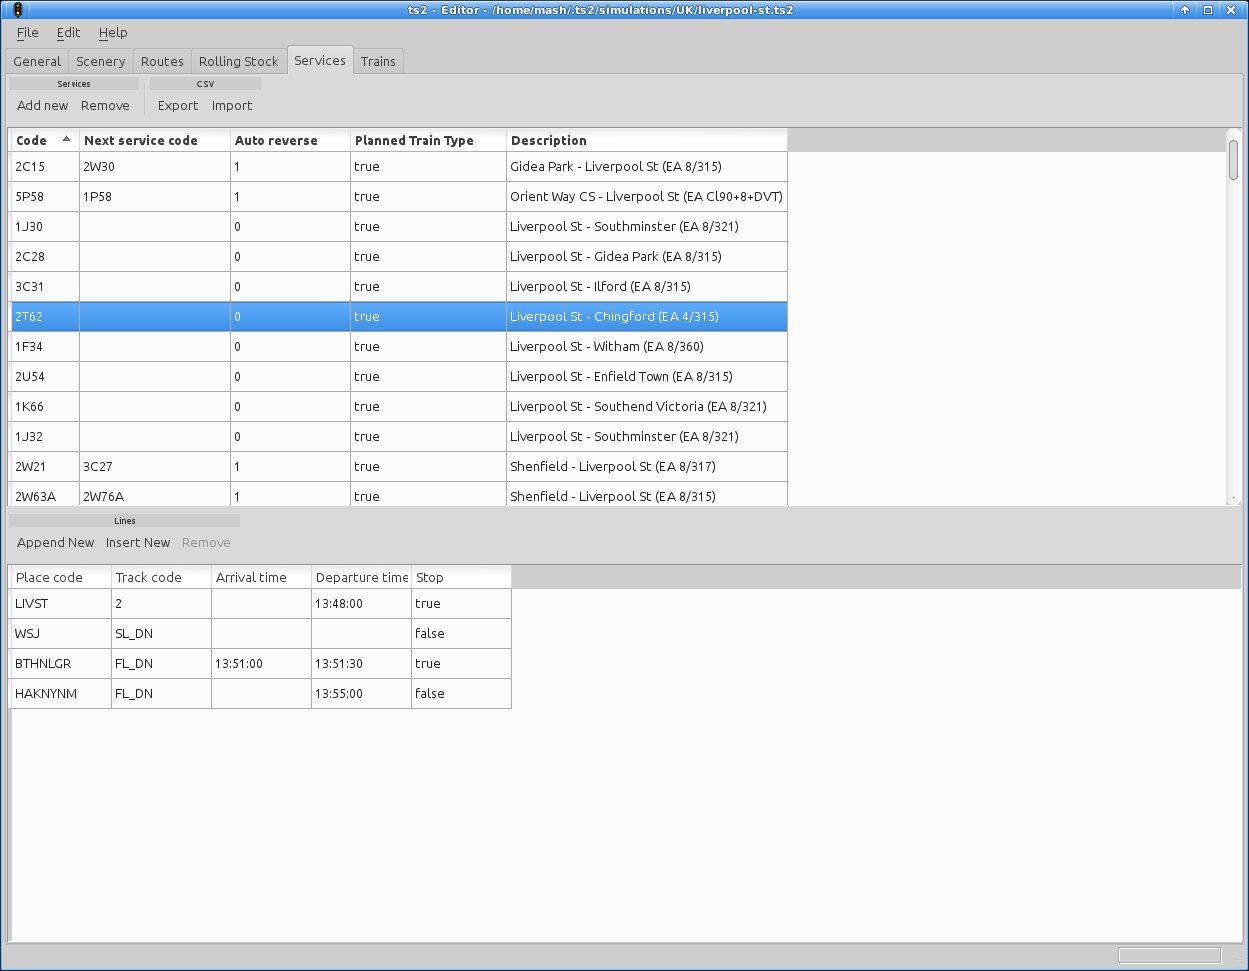 ts2 - Editor - /home/mash/.ts2/simulations/UK/liverpool-st.ts2
File Edit Help
General Scenery Routes Rolling Stock Services Trains
Services CSV
Add new Remove Export Import
Code Next service code Auto reverse Planned Train Type Description
2C15 2W30 1 true Gidea Park - Liverpool St (EA 8/315)
5P58 1P58 1 true Orient Way CS - Liverpool St (EA Cl90+8+DVT)
1J30 0 true Liverpool St - Southminster (EA 8/321)
2C28 0 true Liverpool St - Gidea Park (EA 8/315)
3C31 0 true Liverpool St - Ilford (EA 8/315)
2T62 0 true Liverpool St - Chingford (EA 4/315)
1F34 0 true Liverpool St - Witham (EA 8/360)
2U54 0 true Liverpool St - Enfield Town (EA 8/315)
1K66 0 true Liverpool St - Southend Victoria (EA 8/321)
1J32 0 true Liverpool St - Southminster (EA 8/321)
2W21 3C27 1 true Shenfield - Liverpool St (EA 8/317)
2W63A 2W76A 1 true Shenfield - Liverpool St (EA 8/315)
Lines
Append New Insert New Remove
Place code Track code Arrival time Departure time Stop
LIVST 2 13:48:00 true
WSJ SL_DN false
BTHNLGR FL_DN 13:51:00 13:51:30 true
HAKNYNM FL_DN 13:55:00 false